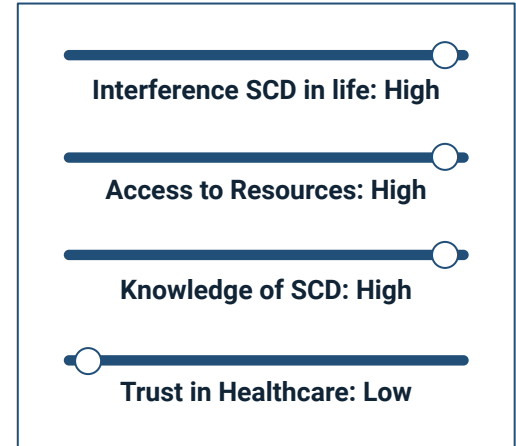 Interference SCD in life: High
Access to Resources: High
Knowledge of SCD: High
Trust in Healthcare: Low